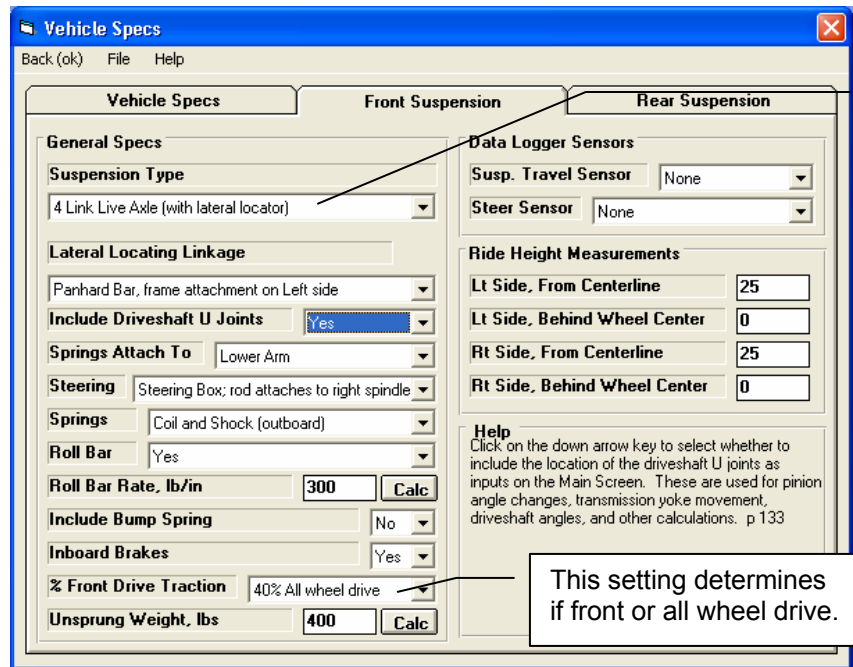 Vehicle Specs
Back (ok) File Help
Vehicle Specs Front Suspension Rear Suspension
General Specs
Suspension Type
4 Link Live Axle (with lateral locator)
Lateral Locating Linkage
Panhard Bar, frame attachment on Left side
Include Driveshaft U Joints Yes
Springs Attach To Lower Arm
Steering Steering Box; rod attaches to right spindle
Springs Coil and Shock (outboard)
Roll Bar Yes
Roll Bar Rate, lb/in 300 Calc
Include Bump Spring No
Inboard Brakes Yes
% Front Drive Traction 40% All wheel drive
Unsprung Weight, lbs 400 Calc
Data Logger Sensors
Susp. Travel Sensor None
Steer Sensor None
Ride Height Measurements
Lt Side, From Centerline 25
Lt Side, Behind Wheel Center 0
Rt Side, From Centerline 25
Rt Side, Behind Wheel Center 0
Help
Click on the down arrow key to select whether to
include the location of the driveshaft U joints as
inputs on the Main Screen. These are used for pinion
angle changes, transmission yoke movement,
driveshaft angles, and other calculations. p 133
This setting determines
if front or all wheel drive.